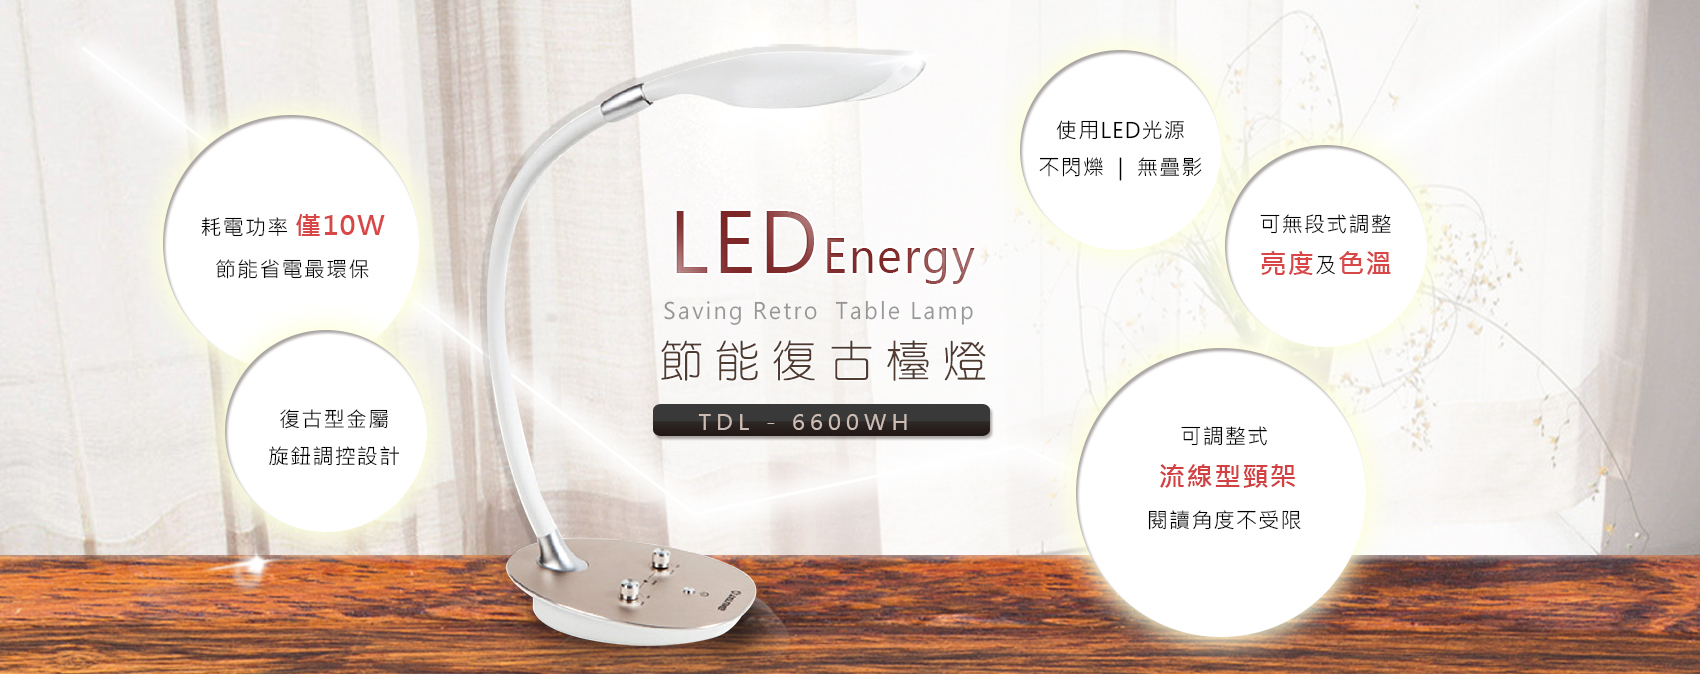 耗電功率 僅10W
節能省電最環保
復古型金屬
旋鈕調控設計
LED Energy
Saving Retro Table Lamp
節能復古檯燈
TDL - 6600WH
使用LED光源
不閃爍 | 無疊影
可無段式調整
亮度及色溫
可調整式
流線型頸架
閱讀角度不受限